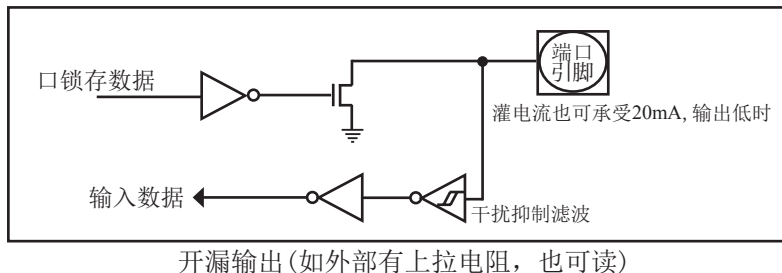 口锁存数据
端口
引脚
灌电流也可承受20mA, 输出低时
输入数据
干扰抑制滤波
开漏输出(如外部有上拉电阻，也可读)